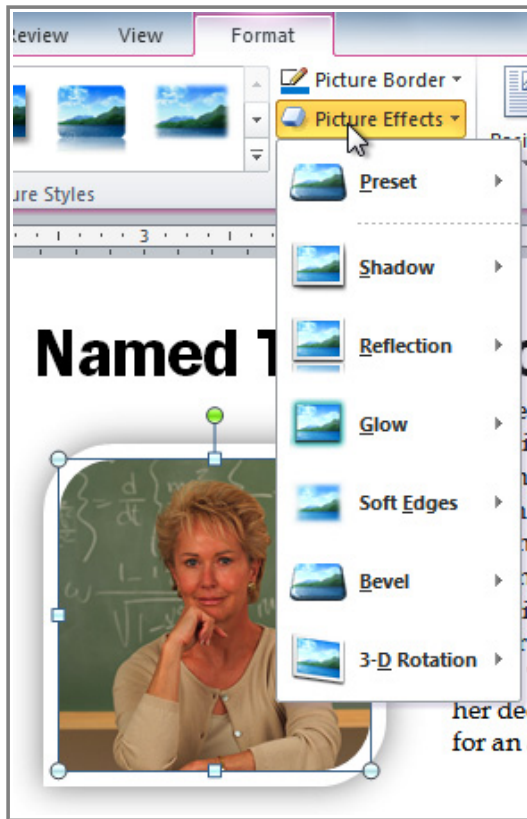 Review View Format
Picture Border
Picture Effects
Preset
ure Styles
3
Shadow
Named T
Reflection
Glow
Soft Edges
Bevel
3-D Rotation
her de
for an